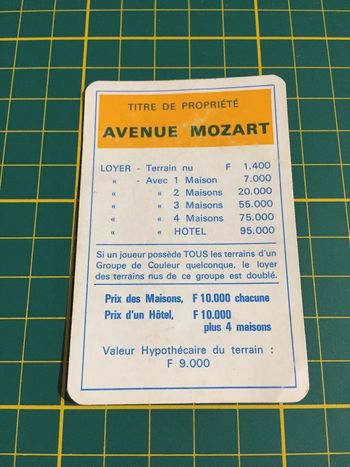 TITRE DE PROPRIÉTÉ
AVENUE MOZART
LOYER - Terrain nu F 1.400
« - Avec 1 Maison 7.000
« « 2 Maisons 20.000
« « 3 Maisons 55.000
« « 4 Maisons 75.000
« « HOTEL 95.000
Si un joueur possède TOUS les terrains d'un
Groupe de Couleur quelconque, le loyer
des terrains nus de ce groupe est doublé.
Prix des Maisons, F 10.000 chacune
Prix d'un Hôtel, F 10.000
plus 4 maisons
Valeur Hypothécaire du terrain :
F 9.000